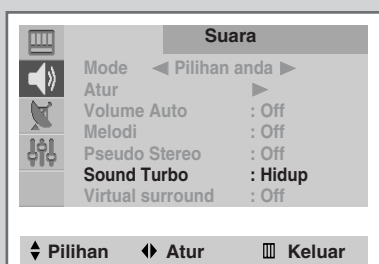 Suara
Mode ◀ Pilihan anda ▶
Atur ▶
Volume Auto : Off
Melodi : Off
Pseudo Stereo : Off
Sound Turbo : Hidup
Virtual surround : Off
Pilihan Atur Keluar